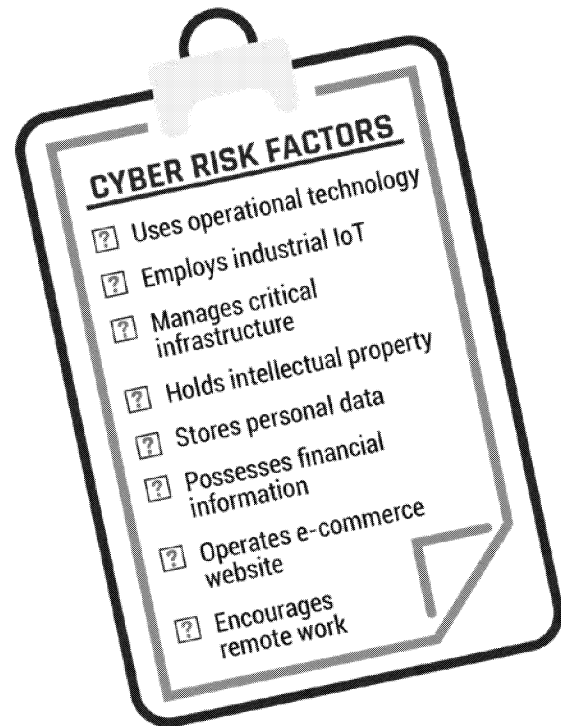 CYBER RISK FACTORS
? Uses operational technology
? Employs industrial IoT
? Manages critical
infrastructure
? Holds intellectual property
? Stores personal data
? Possesses financial
information
? Operates e-commerce
website
? Encourages
remote work